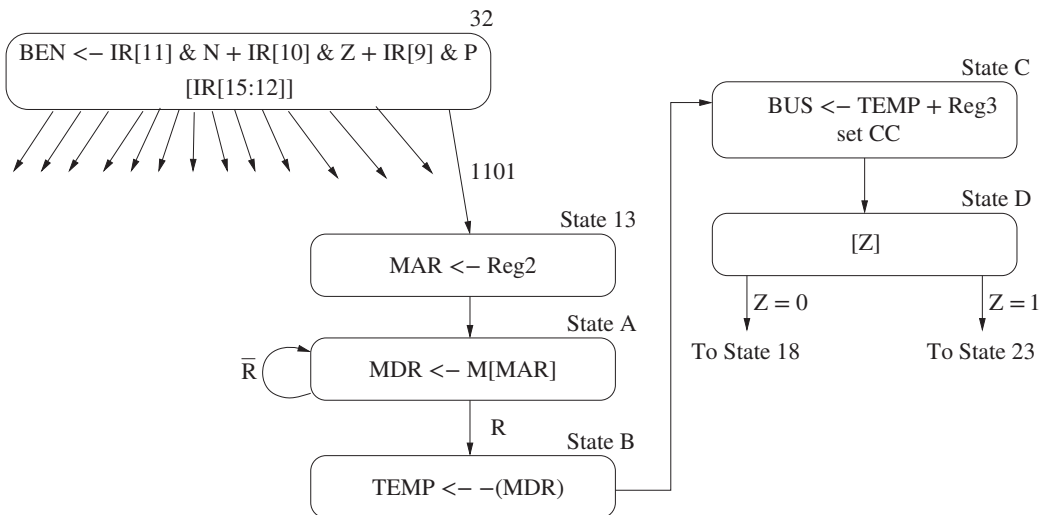 32
BEN <– IR[11] & N + IR[10] & Z + IR[9] & P
[IR[15:12]]
1101
State 13
MAR <– Reg2
State A
R̅
MDR <– M[MAR]
R
State B
TEMP <– –(MDR)
State C
BUS <– TEMP + Reg3
set CC
State D
[Z]
Z = 0
Z = 1
To State 18
To State 23